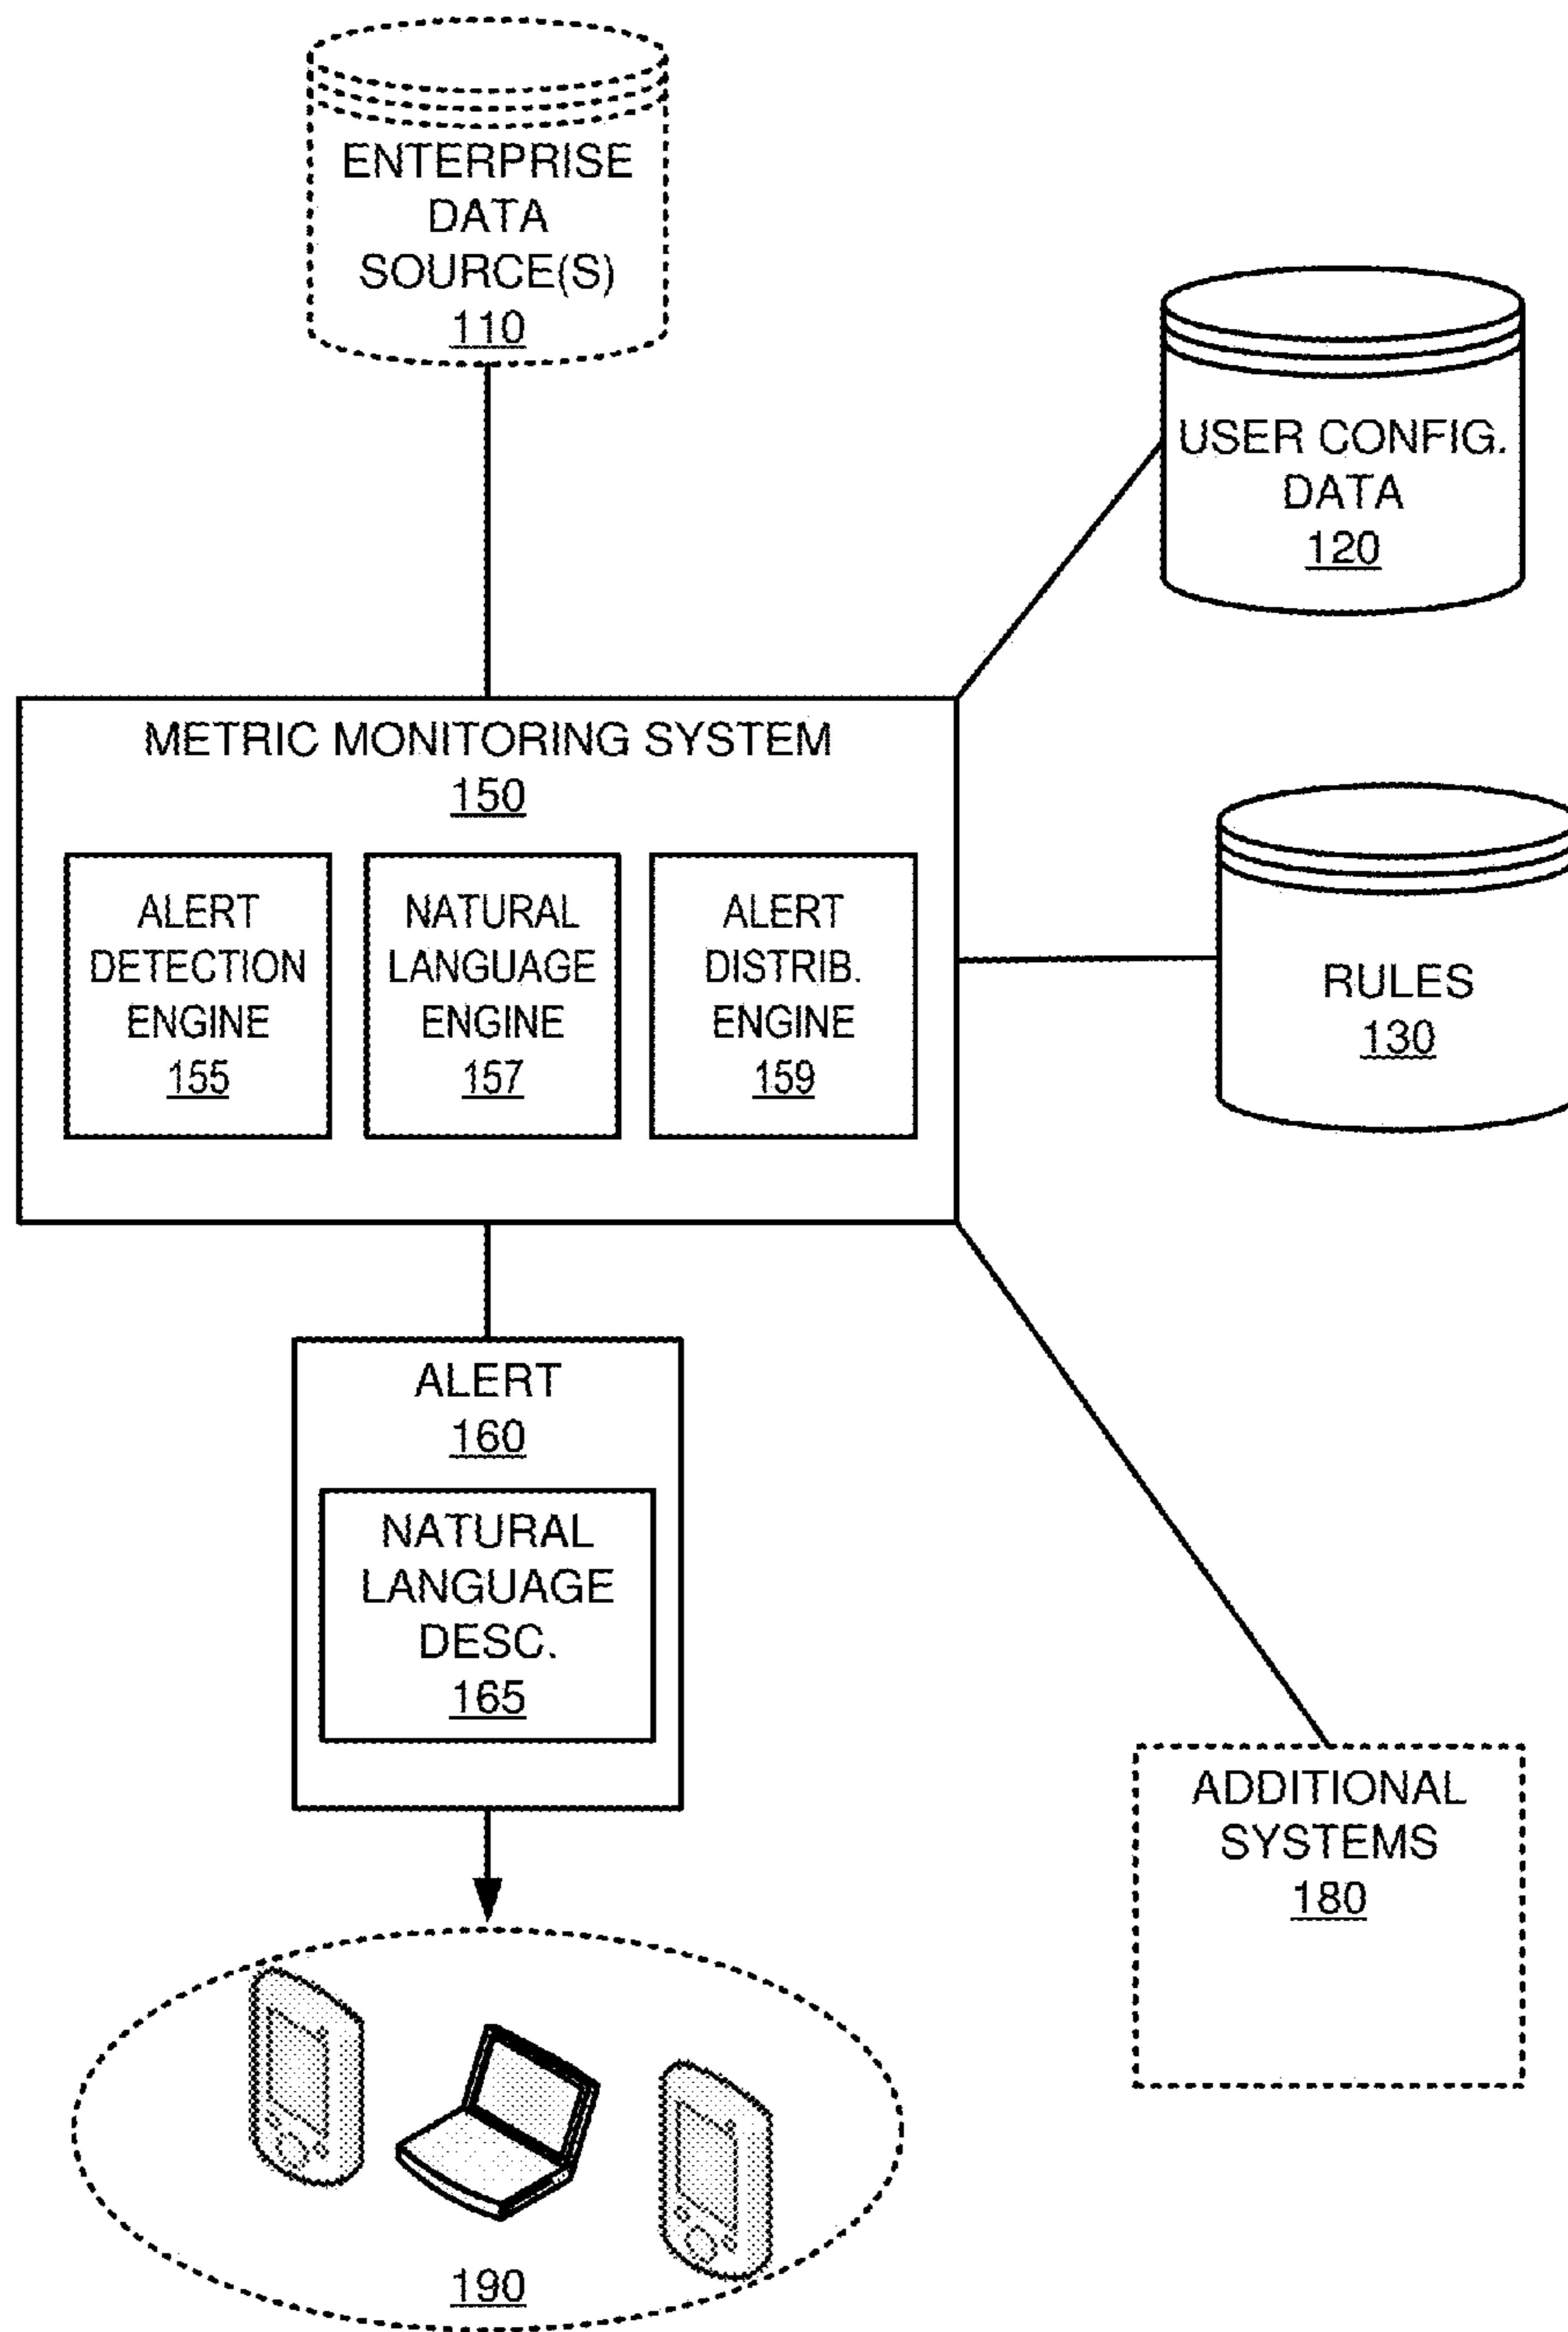 ENTERPRISE
DATA
SOURCE(S)
110
USER CONFIG.
DATA
120
METRIC MONITORING SYSTEM
150
ALERT
DETECTION
ENGINE
155
NATURAL
LANGUAGE
ENGINE
157
ALERT
DISTRIB.
ENGINE
159
RULES
130
ALERT
160
NATURAL
LANGUAGE
DESC.
165
ADDITIONAL
SYSTEMS
180
190